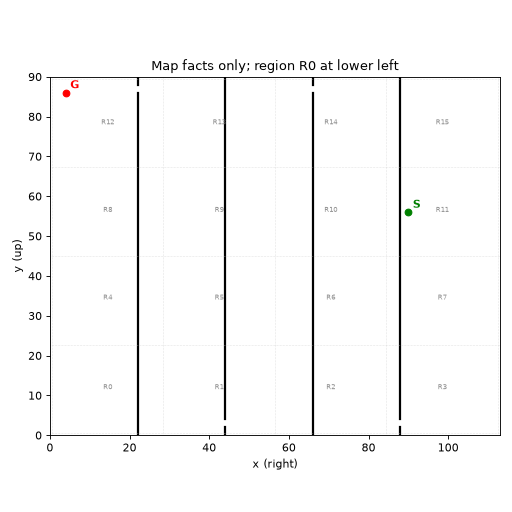 Map facts only; region R0 at lower left
90
80
70
60
50
40
30
20
10
0
y (up)
G
R12
R13
R14
R15
S
R8
R9
R10
R11
R4
R5
R6
R7
R0
R1
R2
R3
0 20 40 60 80 100
x (right)